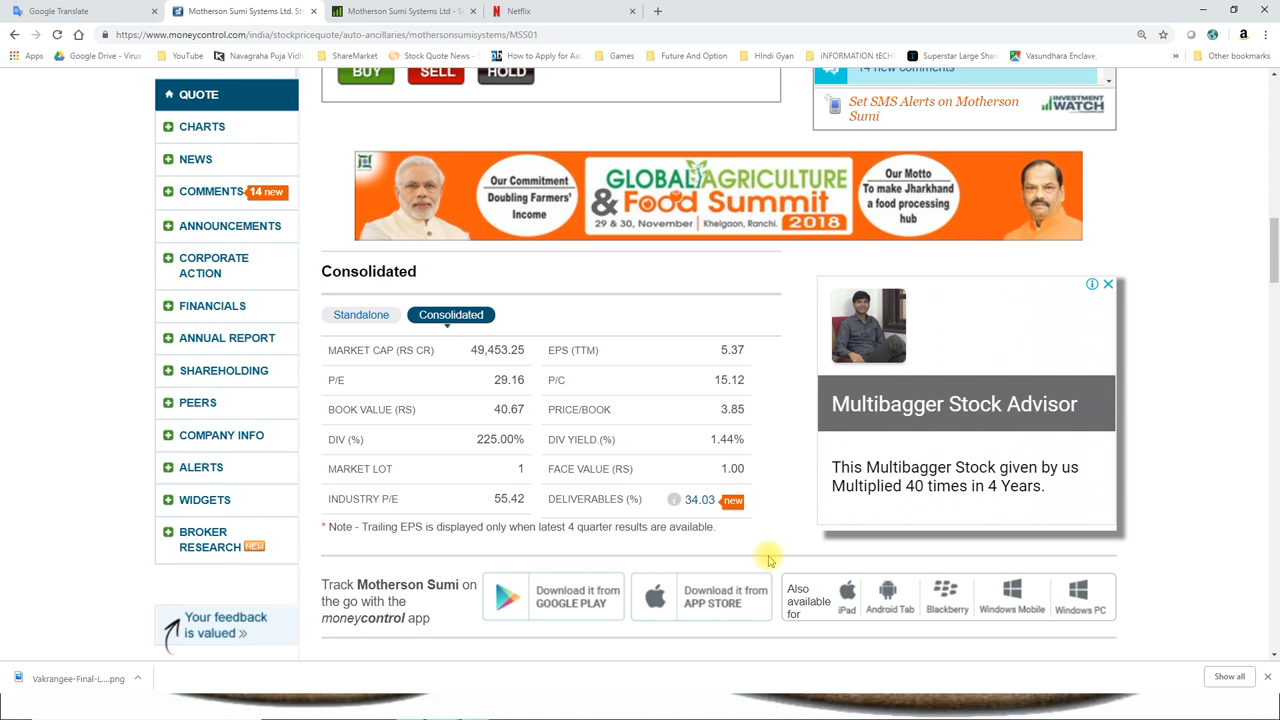 Google Translate
Motherson Sumi Systems Ltd. Sto
Motherson Sumi Systems Ltd - S
Netflix
https://www.moneycontrol.com/india/stockpricequote/auto-ancillaries/mothersonsumisystems/MSS01
Apps
Google Drive - Virus
YouTube
Navagraha Puja Vidh
ShareMarket
Stock Quote News -
How to Apply for Aad
Games
Future And Option
HIndi Gyan
iNFORMATION tECH
Superstar Large Shar
Vasundhara Enclave,
Other bookmarks
BUY
SELL
HOLD
14 new comments
Set SMS Alerts on Motherson
Sumi
INVESTMENT
WATCH
QUOTE
CHARTS
NEWS
COMMENTS 14 new
ANNOUNCEMENTS
CORPORATE
ACTION
FINANCIALS
ANNUAL REPORT
SHAREHOLDING
PEERS
COMPANY INFO
ALERTS
WIDGETS
BROKER
RESEARCH NEW
Your feedback
is valued »
Our Commitment
Doubling Farmers'
Income
GLOBAL AGRICULTURE
& Food Summit
29 & 30, November | Khelgaon, Ranchi. 2018
Our Motto
To make Jharkhand
a food processing
hub
Consolidated
Standalone
Consolidated
MARKET CAP (RS CR) 49,453.25 EPS (TTM) 5.37
P/E 29.16 P/C 15.12
BOOK VALUE (RS) 40.67 PRICE/BOOK 3.85
DIV (%) 225.00% DIV YIELD.(%) 1.44%
MARKET LOT 1 FACE VALUE (RS) 1.00
INDUSTRY P/E 55.42 DELIVERABLES (%) 34.03 new
* Note - Trailing EPS is displayed only when latest 4 quarter results are available.
Multibagger Stock Advisor
This Multibagger Stock given by us
Multiplied 40 times in 4 Years.
Track Motherson Sumi on
the go with the
moneycontrol app
Download it from
GOOGLE PLAY
Download it from
APP STORE
Also
available
for
iPad
Android Tab
Blackberry
Windows Mobile
Windows PC
Vakrangee-Final-L....png
Show all